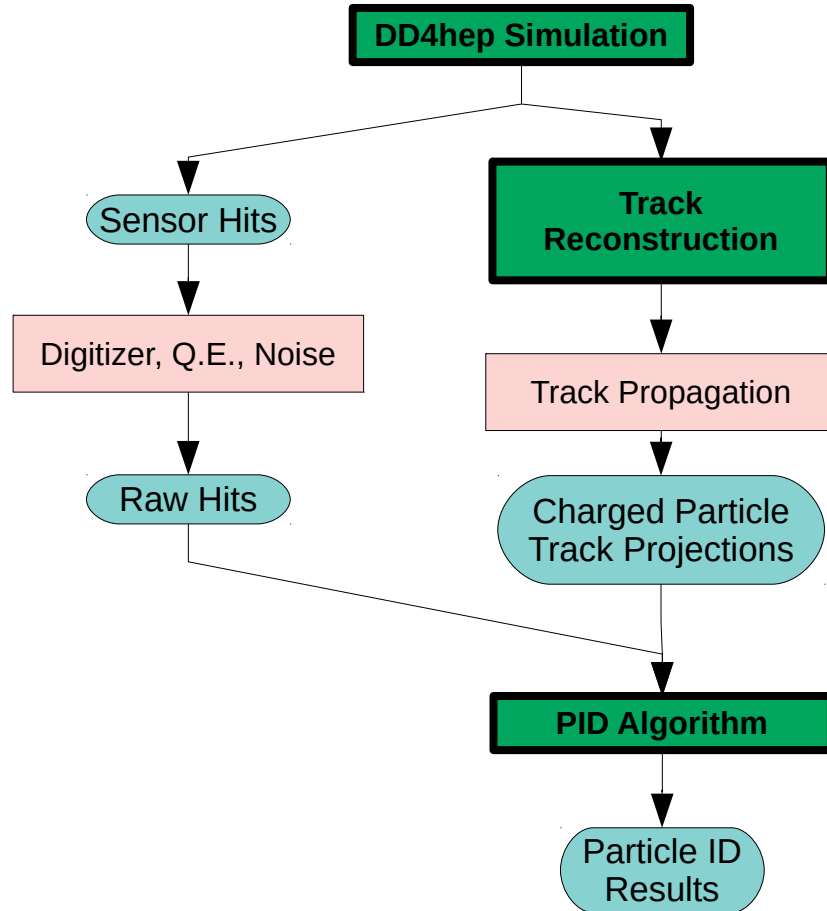 DD4hep Simulation
Sensor Hits
Track
Reconstruction
Digitizer, Q.E., Noise
Track Propagation
Raw Hits
Charged Particle
Track Projections
PID Algorithm
Particle ID
Results